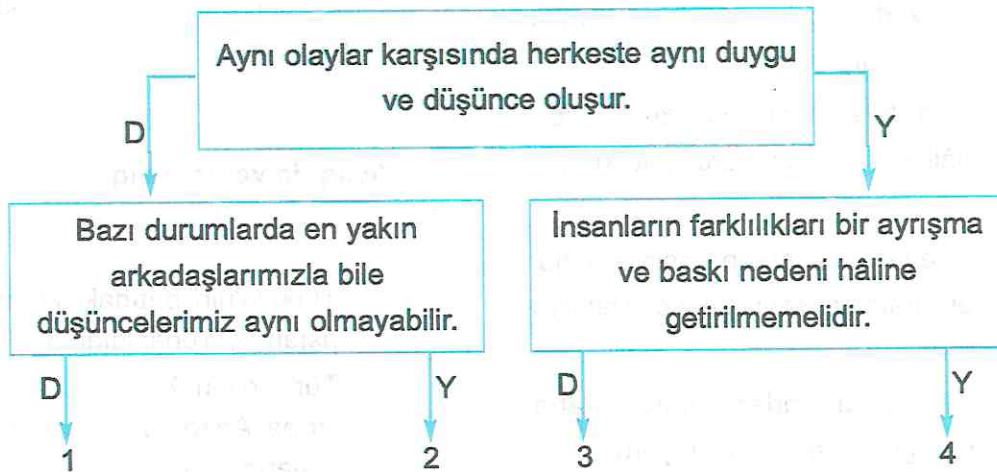 Aynı olaylar karşısında herkeste aynı duygu
ve düşünce oluşur.
D
Y
Bazı durumlarda en yakın
arkadaşlarımızla bile
düşüncelerimiz aynı olmayabilir.
İnsanların farklılıkları bir ayrışma
ve baskı nedeni hâline
getirilmemelidir.
D
Y
D
Y
1
2
3
4